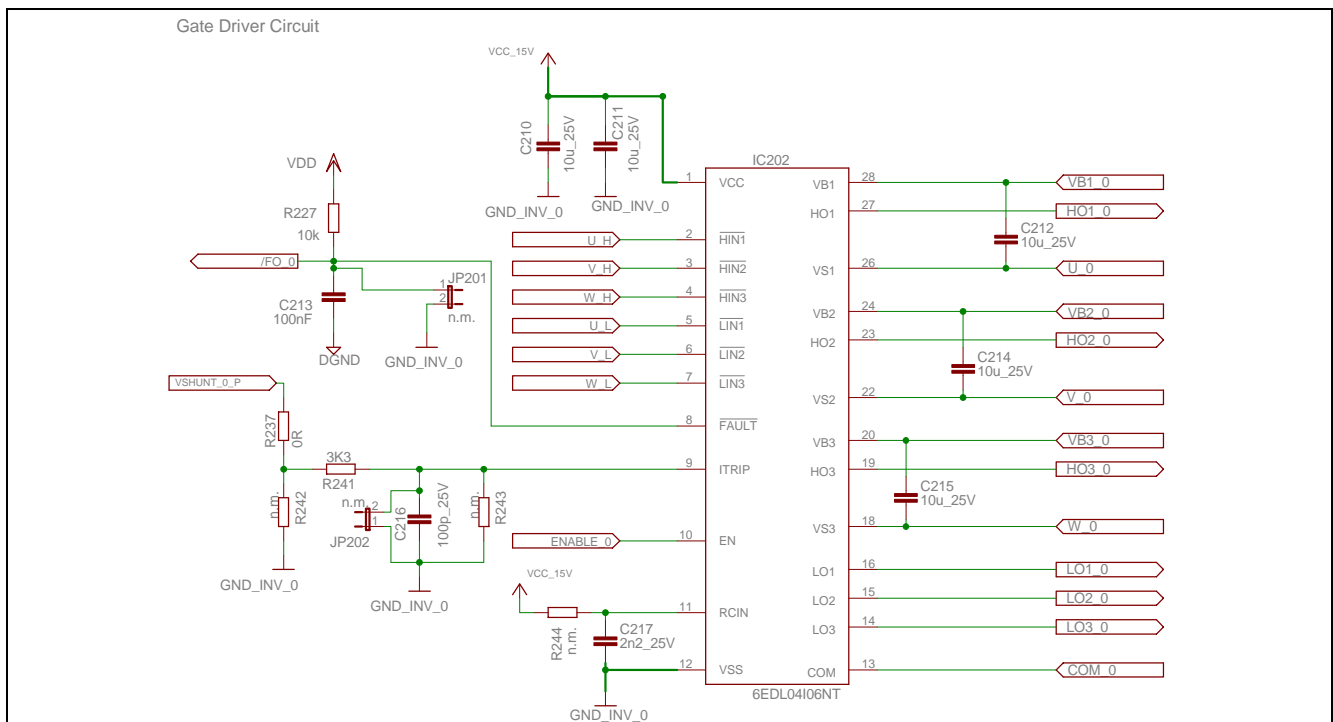 Gate Driver Circuit
VCC_15V
C210
10u_25V
C211
10u_25V
GND_INV_0
GND_INV_0
VDD
R227
10k
/FO_0
C213
100nF
DGND
1
2
JP201
n.m.
GND_INV_0
VSHUNT_0_P
R237
0R
3K3
R241
n.m.
R242
GND_INV_0
n.m.
2
1
JP202
C216
100p_25V
n.m.
R243
GND_INV_0
U_H
V_H
W_H
U_L
V_L
W_L
ENABLE_0
VCC_15V
R244
n.m.
C217
2n2_25V
GND_INV_0
IC202
1 VCC
2 HIN1
3 HIN2
4 HIN3
5 LIN1
6 LIN2
7 LIN3
8 FAULT
9 ITRIP
10 EN
11 RCIN
12 VSS
VB1 28
HO1 27
VS1 26
VB2 24
HO2 23
VS2 22
VB3 20
HO3 19
VS3 18
LO1 16
LO2 15
LO3 14
COM 13
6EDL04I06NT
VB1_0
HO1_0
C212
10u_25V
U_0
VB2_0
HO2_0
C214
10u_25V
V_0
VB3_0
HO3_0
C215
10u_25V
W_0
LO1_0
LO2_0
LO3_0
COM_0